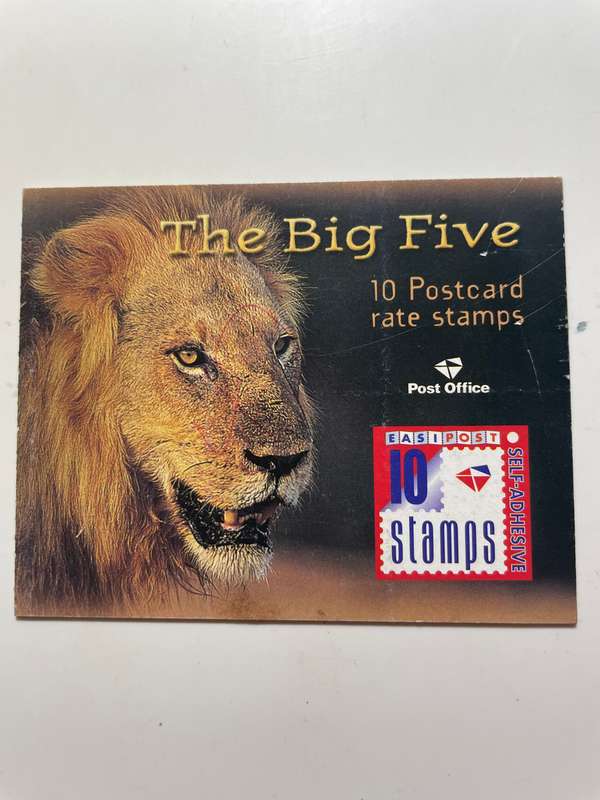 The Big Five
10 Postcard
rate stamps
Post Office
EASIPOST
10
stamps
SELF-ADHESIVE